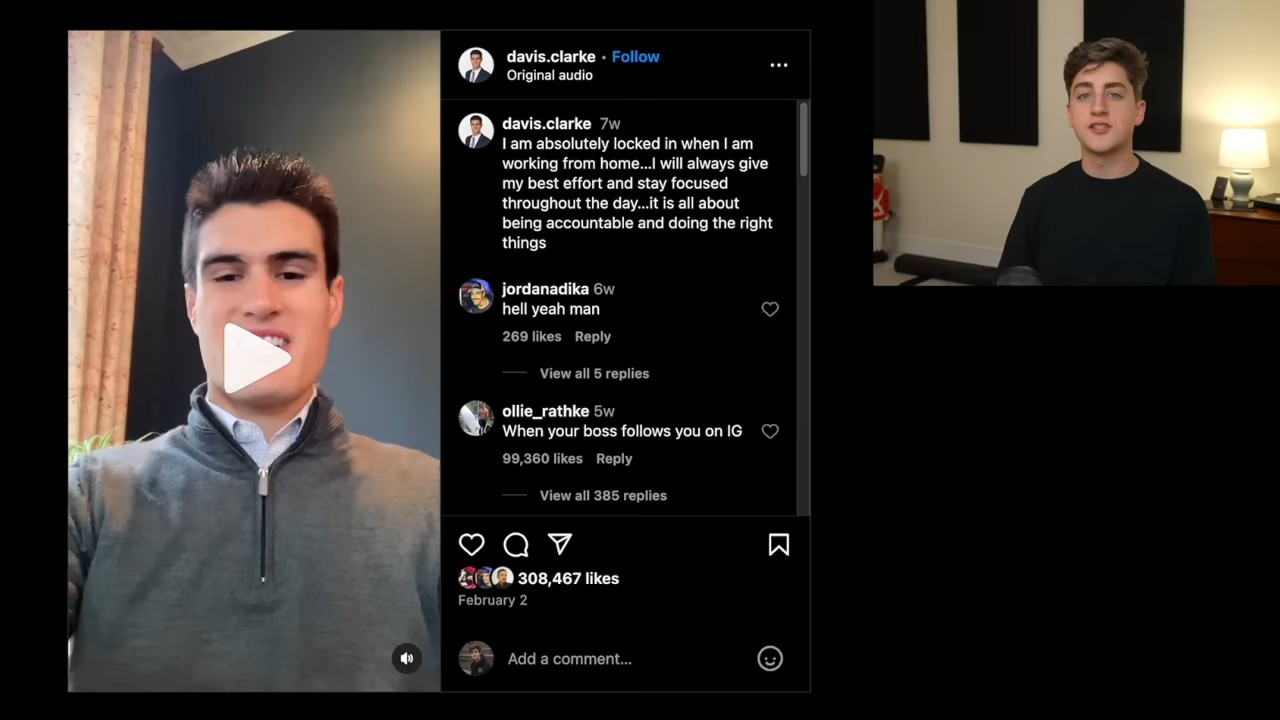 davis.clarke • Follow
Original audio
davis.clarke 7w
I am absolutely locked in when I am
working from home...I will always give
my best effort and stay focused
throughout the day...it is all about
being accountable and doing the right
things
jordanadika 6w
hell yeah man
269 likes Reply
View all 5 replies
ollie_rathke 5w
When your boss follows you on IG
99,360 likes Reply
View all 385 replies
308,467 likes
February 2
Add a comment...